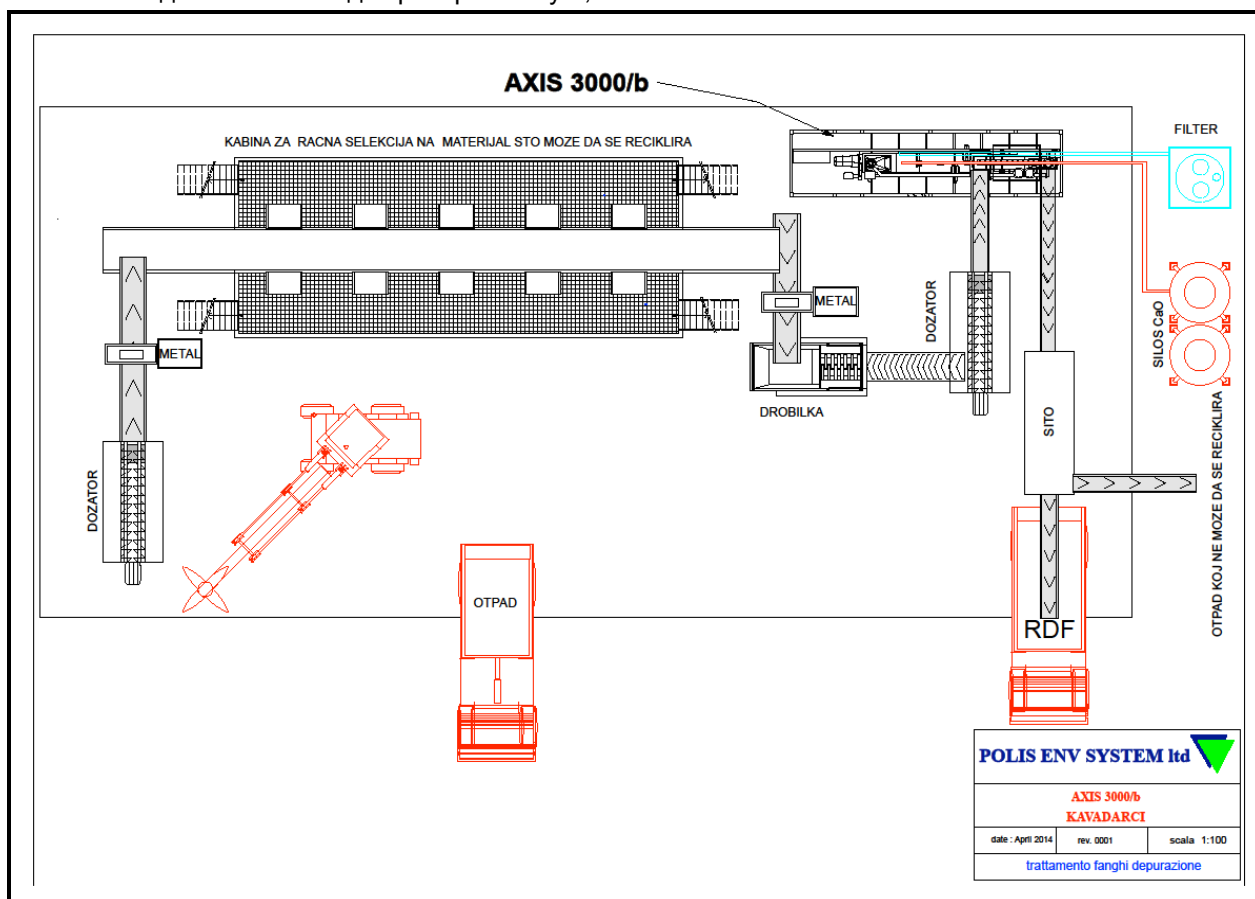 AXIS 3000/b
KABINA ZA RACNA SELEKCIJA NA MATERIJAL STO MOZE DA SE RECIKLIRA
FILTER
METAL
METAL
DOZATOR
SILOS CaO
DROBILKA
SITO
DOZATOR
OTPAD KOJ NE MOZE DA SE RECIKLIRA
OTPAD
RDF
POLIS ENV SYSTEM ltd
AXIS 3000/b
KAVADARCI
date : April 2014 rev. 0001 scala 1:100
trattamento fanghi depurazione